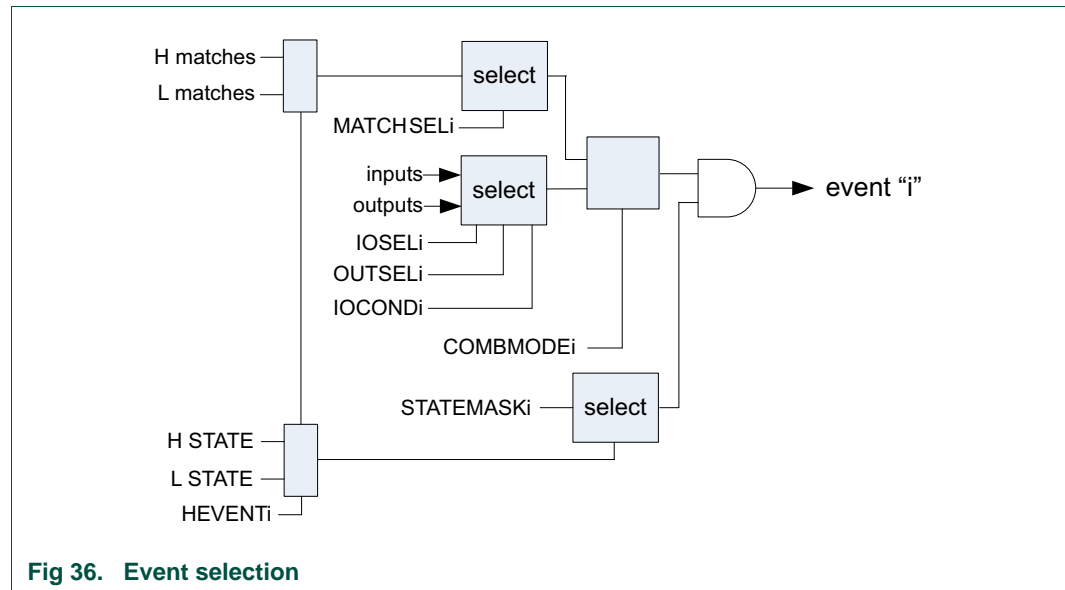 H matches
L matches
select
MATCHSELi
inputs
outputs
select
IOSELi
OUTSELi
IOCONDi
event “i”
COMBMODEi
STATEMASKi
select
H STATE
L STATE
HEVENTi
Fig 36. Event selection